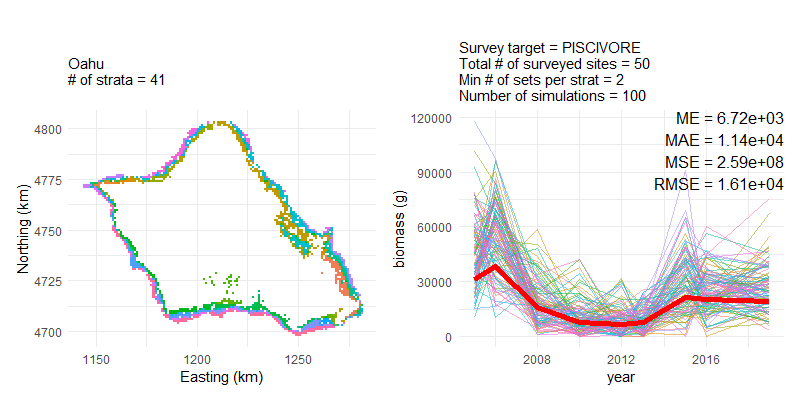 Oahu
# of strata = 41
4800
4775
4750
4725
4700
Northing (km)
1150
1200
1250
Easting (km)
Survey target = PISCIVORE
Total # of surveyed sites = 50
Min # of sets per strat = 2
Number of simulations = 100
ME = 6.72e+03
MAE = 1.14e+04
MSE = 2.59e+08
RMSE = 1.61e+04
120000
90000
60000
30000
0
biomass (g)
2008
2012
2016
year